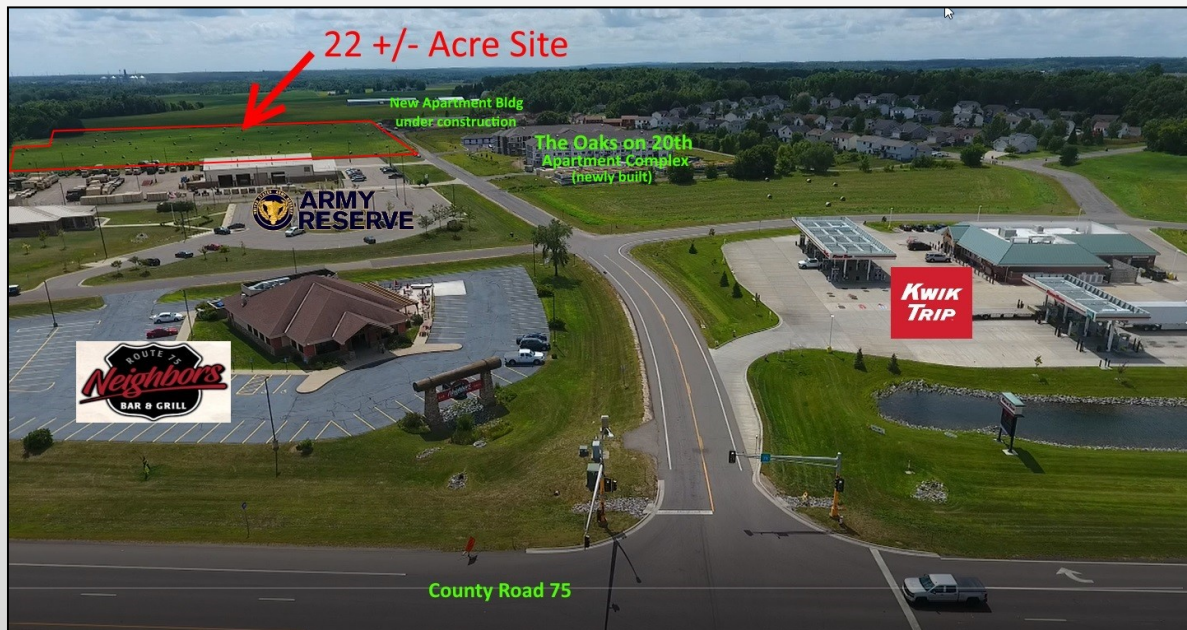 22 +/- Acre Site
New Apartment Bldg
under construction
The Oaks on 20th
Apartment Complex
(newly built)
ARMY
RESERVE
KWIK
TRIP
ROUTE 75
Neighbors
BAR & GRILL
County Road 75